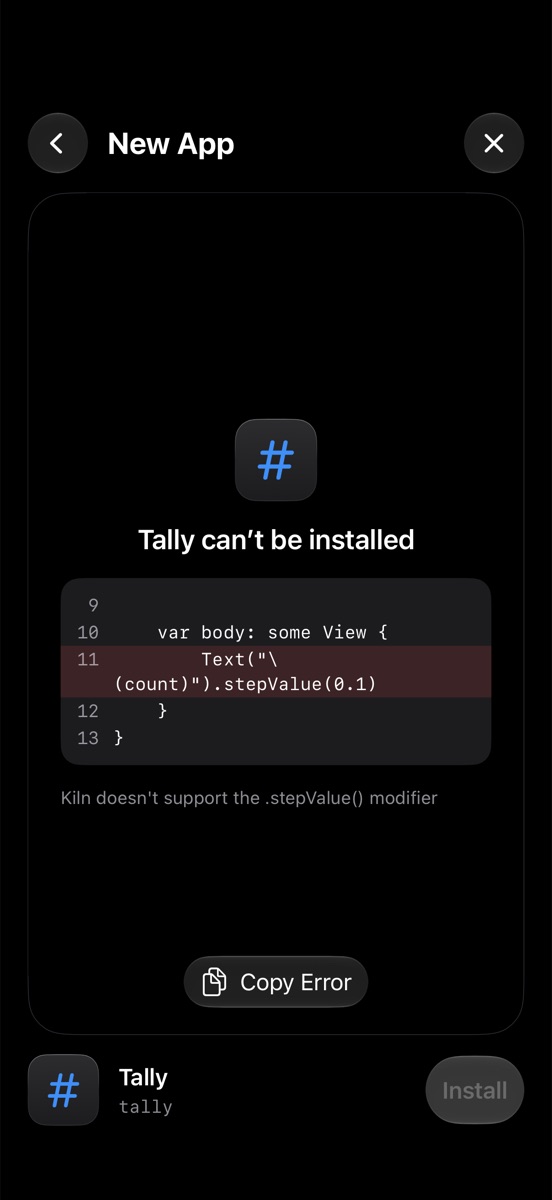 New App
#
Tally can’t be installed
9
10 var body: some View {
11 Text("\
(count)").stepValue(0.1)
12 }
13 }
Kiln doesn't support the .stepValue() modifier
Copy Error
#
Tally
tally
Install